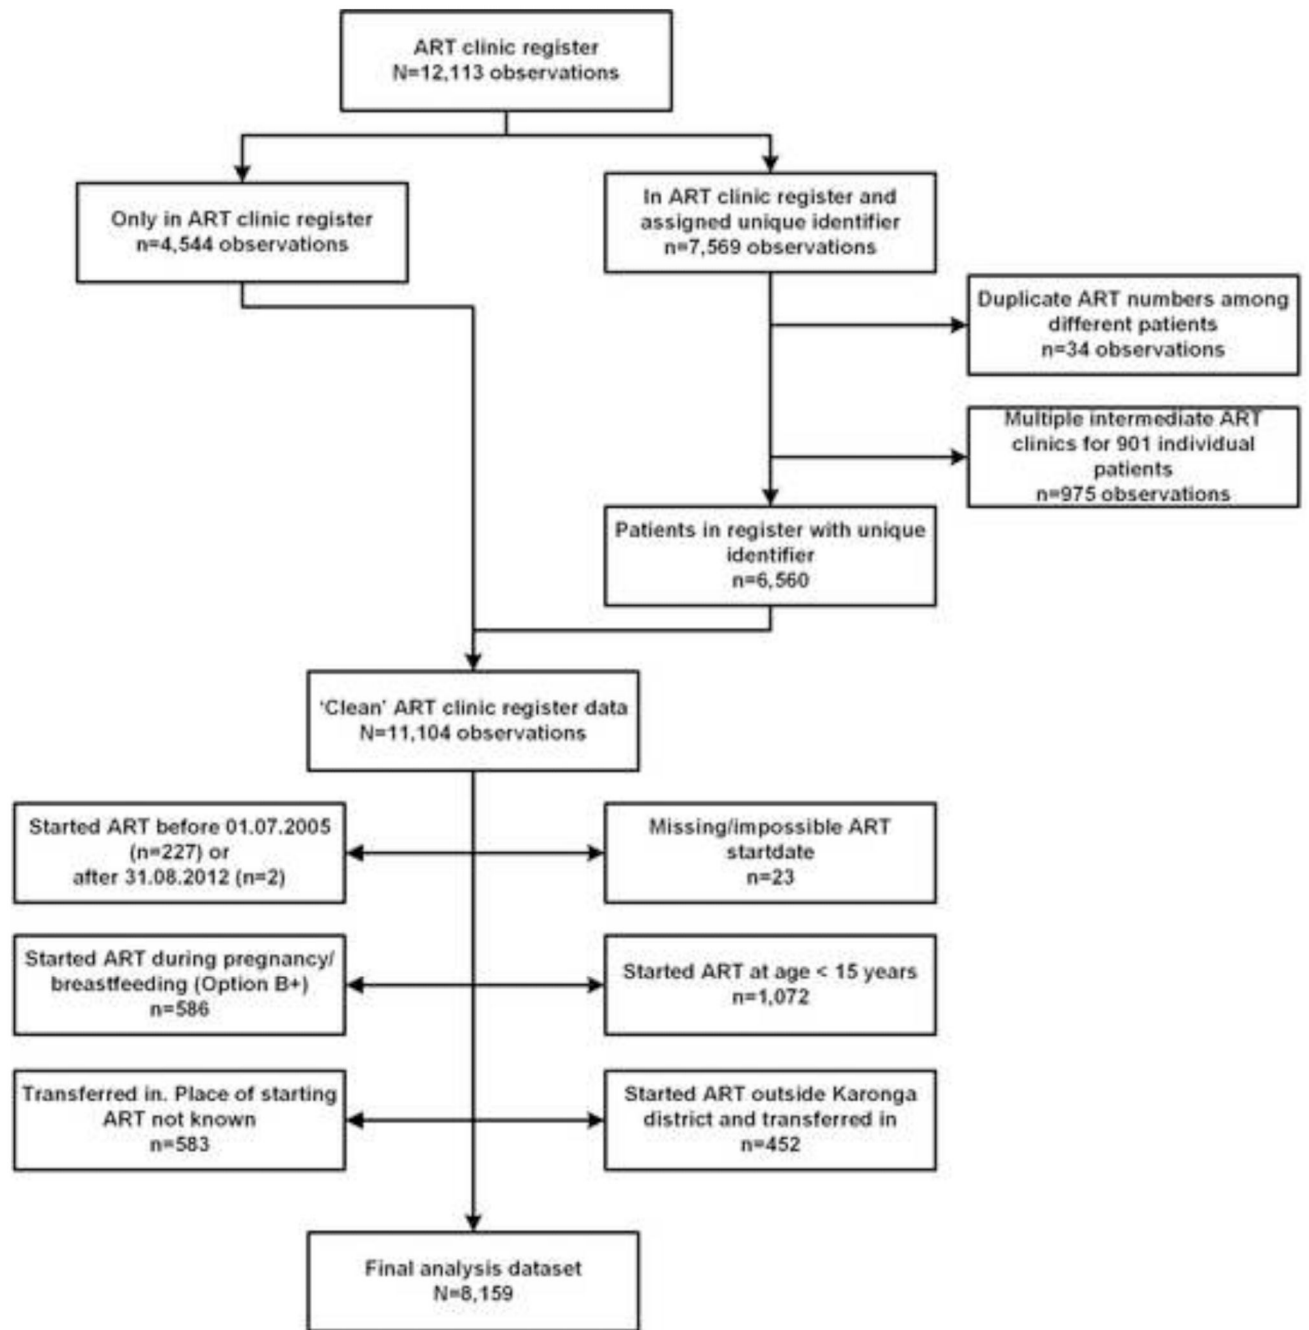 ART clinic register
N=12,113 observations
Only in ART clinic register
n=4,544 observations
In ART clinic register and
assigned unique identifier
n=7,569 observations
Duplicate ART numbers among
different patients
n=34 observations
Multiple intermediate ART
clinics for 901 individual
patients
n=975 observations
Patients in register with unique
identifier
n=6,560
'Clean' ART clinic register data
N=11,104 observations
Started ART before 01.07.2005
(n=227) or
after 31.08.2012 (n=2)
Missing/impossible ART
startdate
n=23
Started ART during pregnancy/
breastfeeding (Option B+)
n=586
Started ART at age < 15 years
n=1,072
Transferred in. Place of starting
ART not known
n=583
Started ART outside Karonga
district and transferred in
n=452
Final analysis dataset
N=8,159